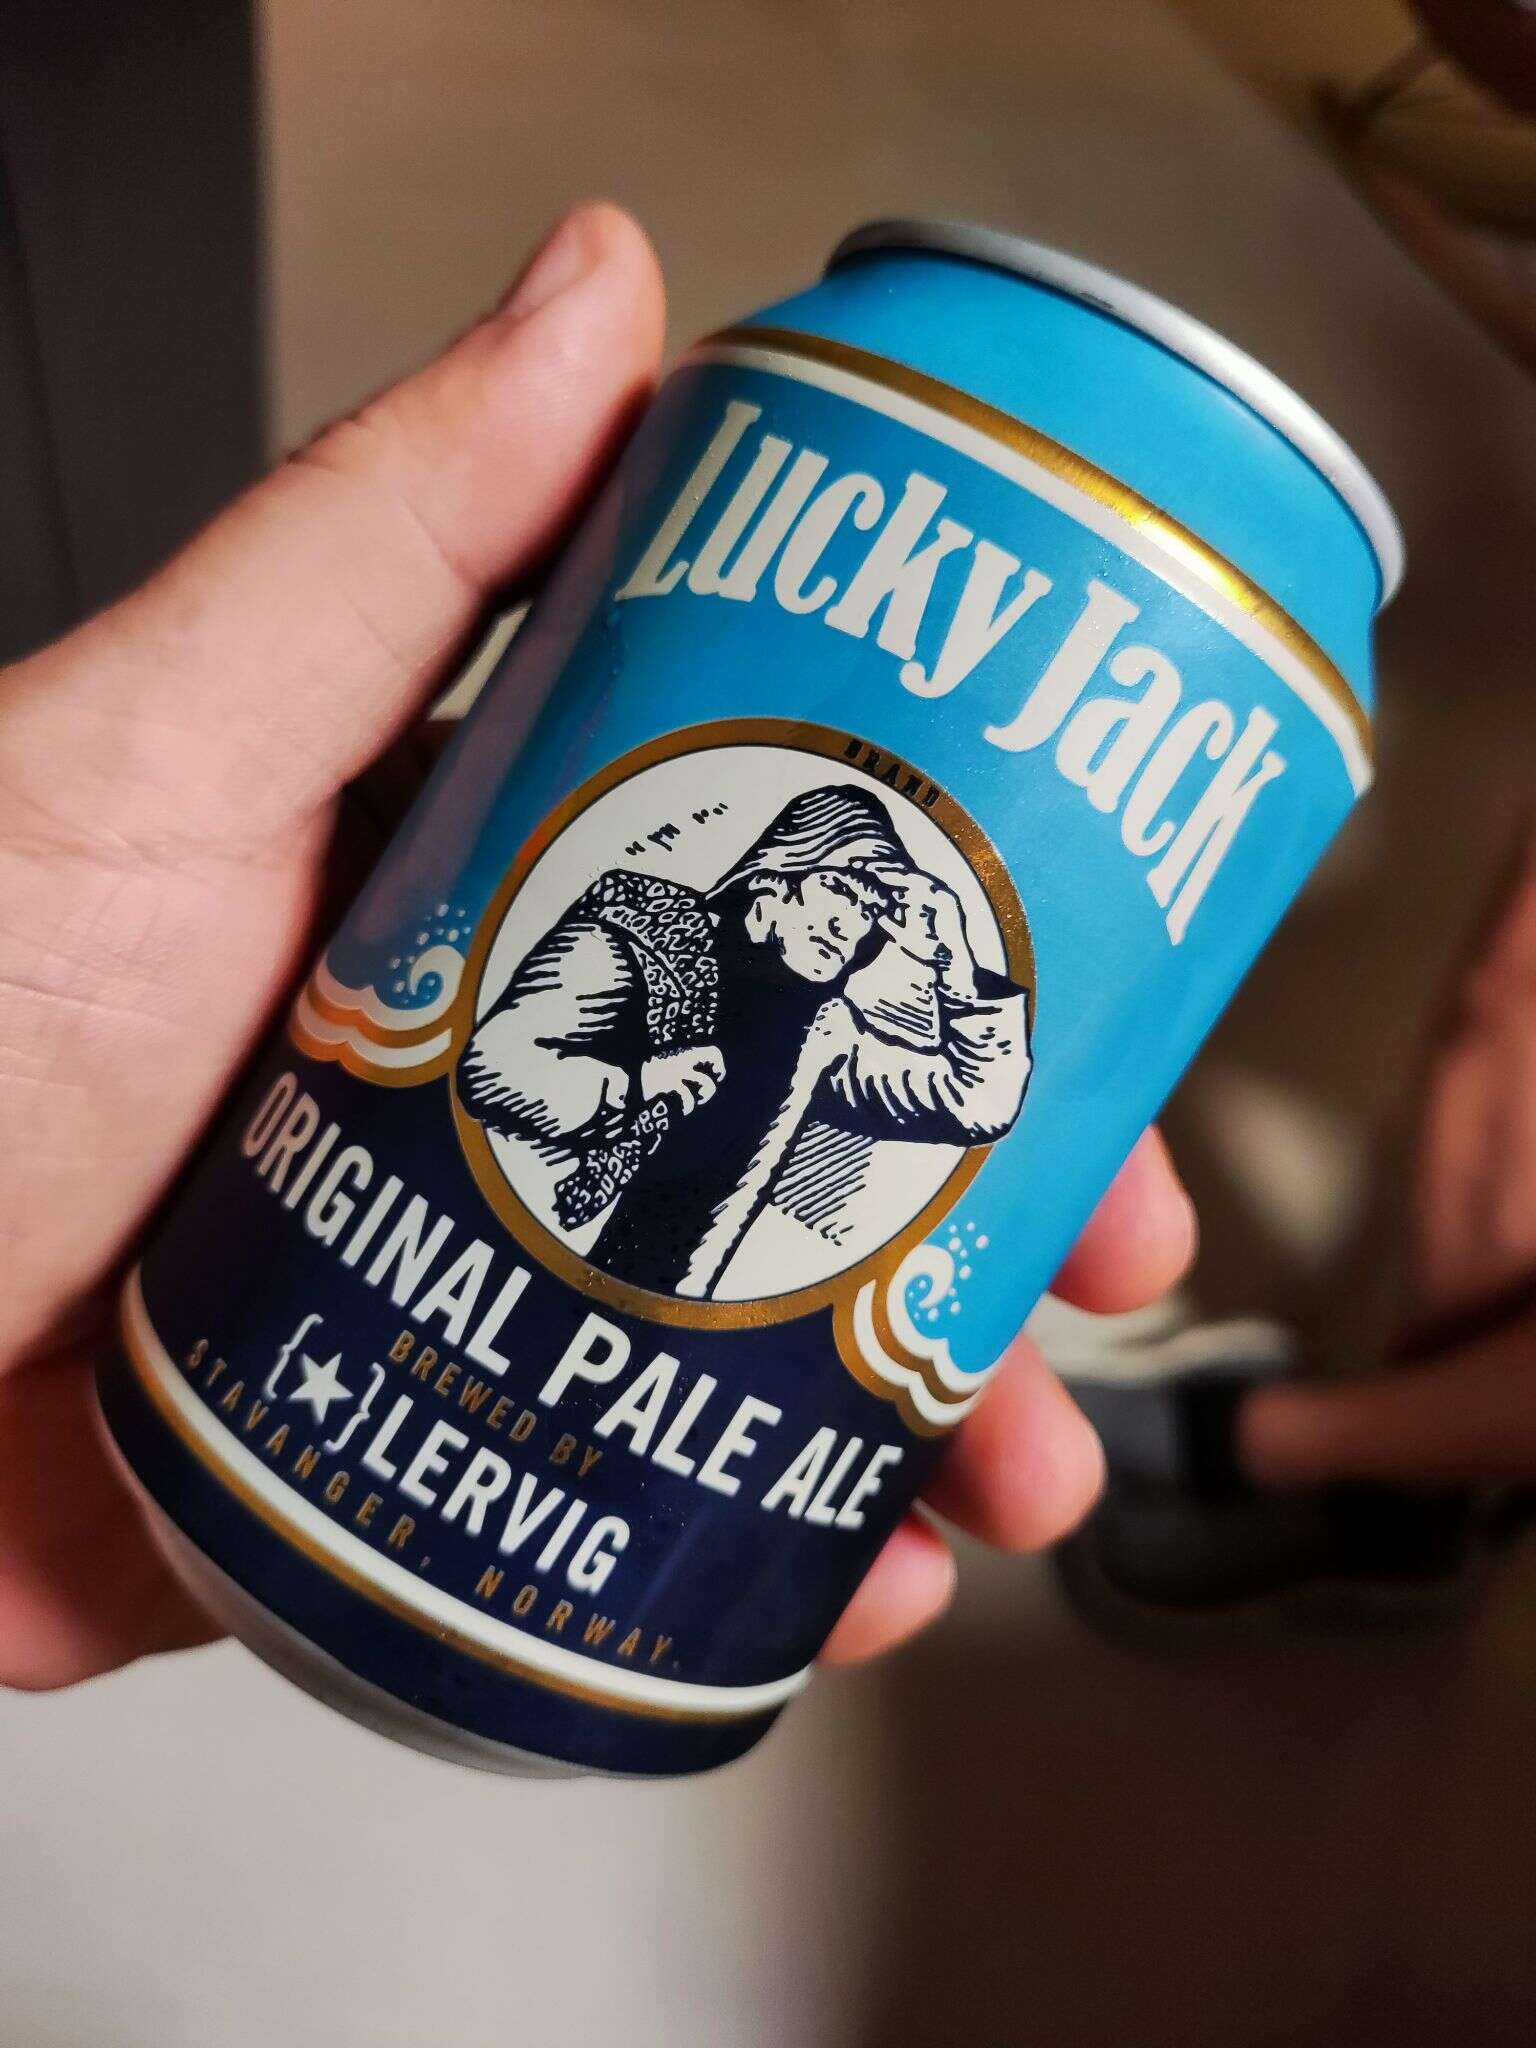 Lucky Jack
BRAND
ORIGINAL PALE ALE
BREWED BY
{★}LERVIG
STAVANGER, NORWAY.